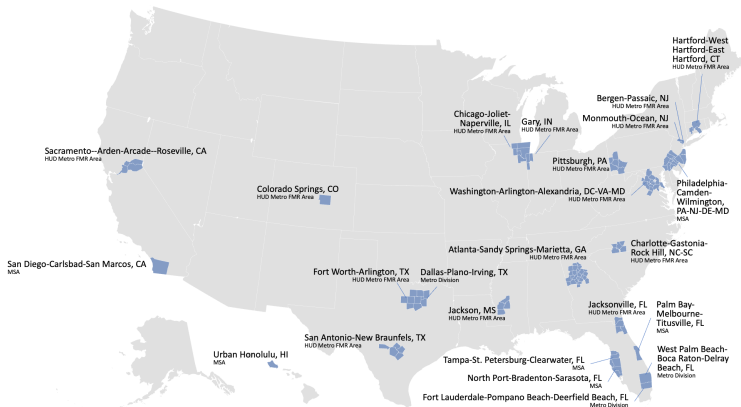 Hartford-West
Hartford-East
Hartford, CT
HUD Metro FMR Area
Bergen-Passaic, NJ
HUD Metro FMR Area
Monmouth-Ocean, NJ
HUD Metro FMR Area
Chicago-Joliet-
Naperville, IL
HUD Metro FMR Area
Gary, IN
HUD Metro FMR Area
Pittsburgh, PA
HUD Metro FMR Area
Sacramento--Arden-Arcade--Roseville, CA
HUD Metro FMR Area
Colorado Springs, CO
HUD Metro FMR Area
Washington-Arlington-Alexandria, DC-VA-MD
HUD Metro FMR Area
Philadelphia-
Camden-
Wilmington,
PA-NJ-DE-MD
MSA
San Diego-Carlsbad-San Marcos, CA
MSA
Atlanta-Sandy Springs-Marietta, GA
HUD Metro FMR Area
Charlotte-Gastonia-
Rock Hill, NC-SC
HUD Metro FMR Area
Fort Worth-Arlington, TX
HUD Metro FMR Area
Dallas-Plano-Irving, TX
Metro Division
Jackson, MS
HUD Metro FMR Area
Jacksonville, FL
HUD Metro FMR Area
Palm Bay-
Melbourne-
Titusville, FL
MSA
San Antonio-New Braunfels, TX
HUD Metro FMR Area
Urban Honolulu, HI
MSA
Tampa-St. Petersburg-Clearwater, FL
MSA
West Palm Beach-
Boca Raton-Delray
Beach, FL
Metro Division
North Port-Bradenton-Sarasota, FL
MSA
Fort Lauderdale-Pompano Beach-Deerfield Beach, FL
Metro Division